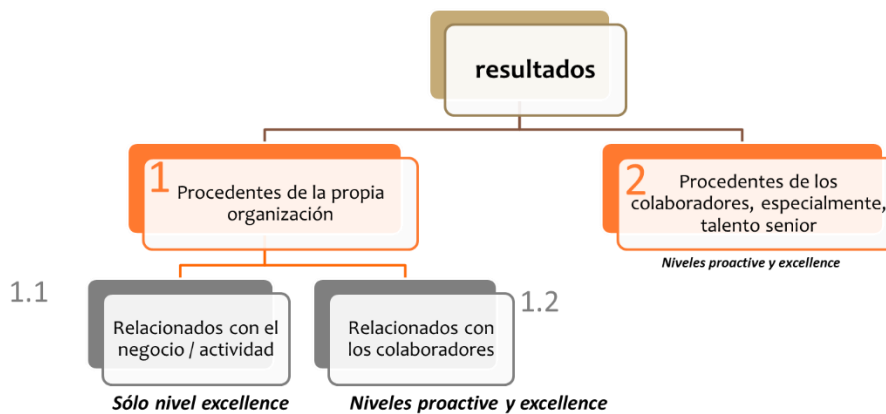 resultados
1
Procedentes de la propia
organización
2
Procedentes de los
colaboradores, especialmente,
talento senior
Niveles proactive y excellence
1.1
Relacionados con el
negocio / actividad
Sólo nivel excellence
1.2
Relacionados con
los colaboradores
Niveles proactive y excellence